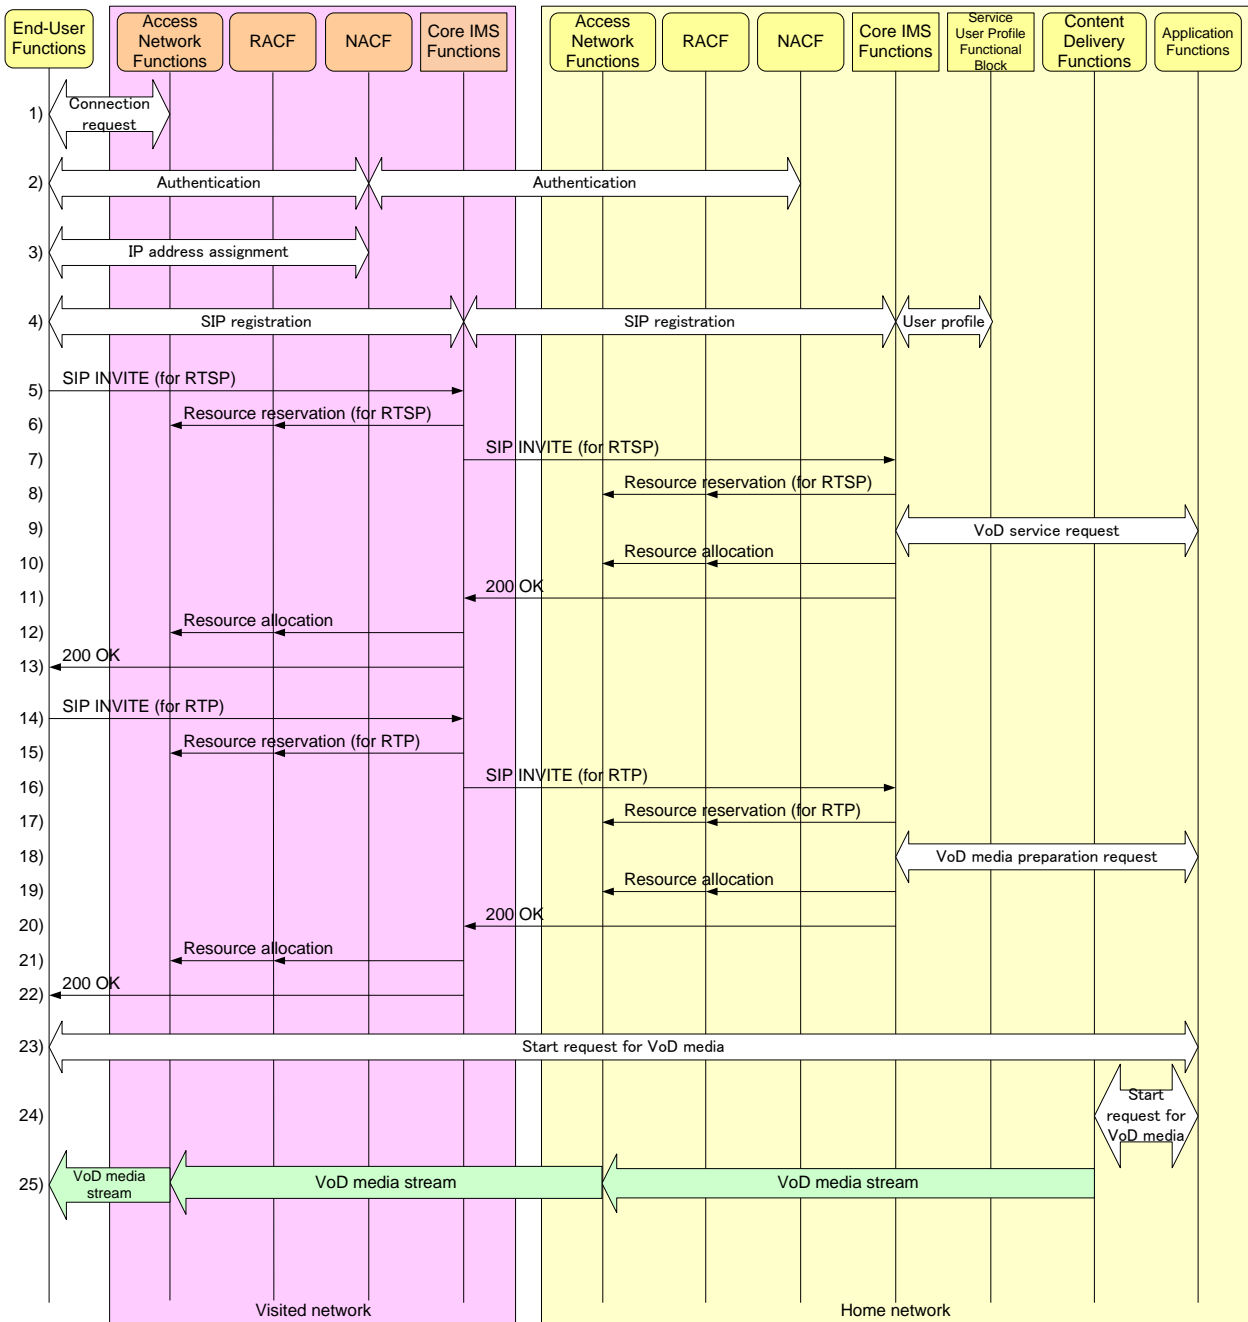 End-User
Functions
Access
Network
Functions
RACF
NACF
Core IMS
Functions
Access
Network
Functions
RACF
NACF
Core IMS
Functions
Service
User Profile
Functional
Block
Content
Delivery
Functions
Application
Functions
1)
Connection
request
2)
Authentication
Authentication
3)
IP address assignment
4)
SIP registration
SIP registration
User profile
5)
SIP INVITE (for RTSP)
6)
Resource reservation (for RTSP)
7)
SIP INVITE (for RTSP)
8)
Resource reservation (for RTSP)
9)
VoD service request
10)
Resource allocation
11)
200 OK
12)
Resource allocation
13)
200 OK
14)
SIP INVITE (for RTP)
15)
Resource reservation (for RTP)
16)
SIP INVITE (for RTP)
17)
Resource reservation (for RTP)
18)
VoD media preparation request
19)
Resource allocation
20)
200 OK
21)
Resource allocation
22)
200 OK
23)
Start request for VoD media
24)
Start
request for
VoD media
25)
VoD media
stream
VoD media stream
VoD media stream
Visited network
Home network